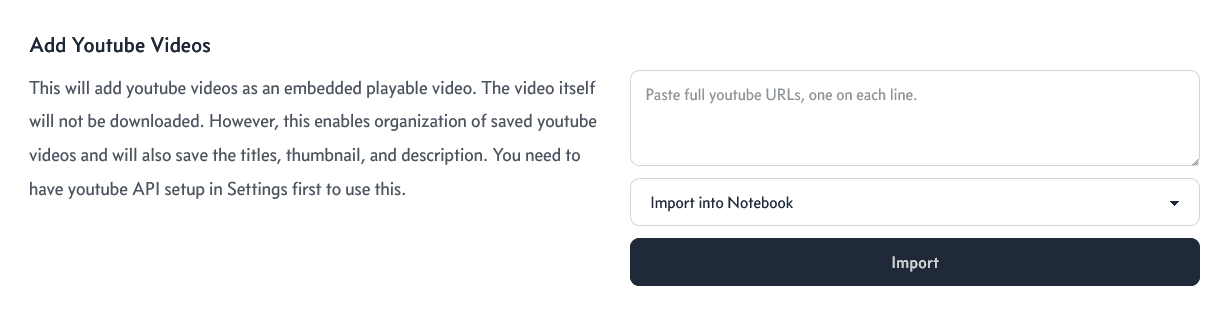 Add Youtube Videos
This will add youtube videos as an embedded playable video. The video itself
will not be downloaded. However, this enables organization of saved youtube
videos and will also save the titles, thumbnail, and description. You need to
have youtube API setup in Settings first to use this.
Paste full youtube URLs, one on each line.
Import into Notebook
Import